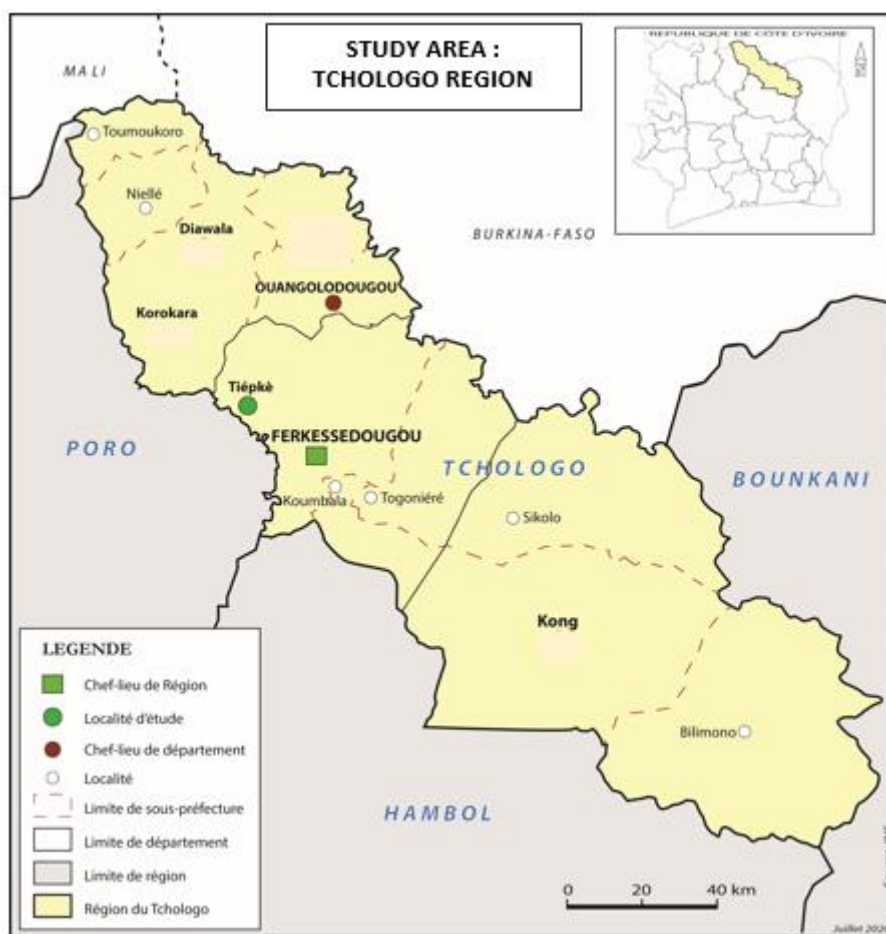 STUDY AREA :
TCHOLOGO REGION
REPUBLIQUE DE COTE D'IVOIRE
MALI
Toumoukoro
Niellé
Diawala
BURKINA-FASO
OUANGOLODOUGOU
Korokara
Tiépkè
FERKESSEDOUGOU
PORO
TCHOLOGO
BOUNKANI
Koumbala
Togoniéré
Sikolo
Kong
Bilimono
HAMBOL
LEGENDE
Chef-lieu de Région
Localité d'étude
Chef-lieu de département
Localité
Limite de sous-préfecture
Limite de département
Limite de région
Région du Tchologo
0 20 40 km
Juillet